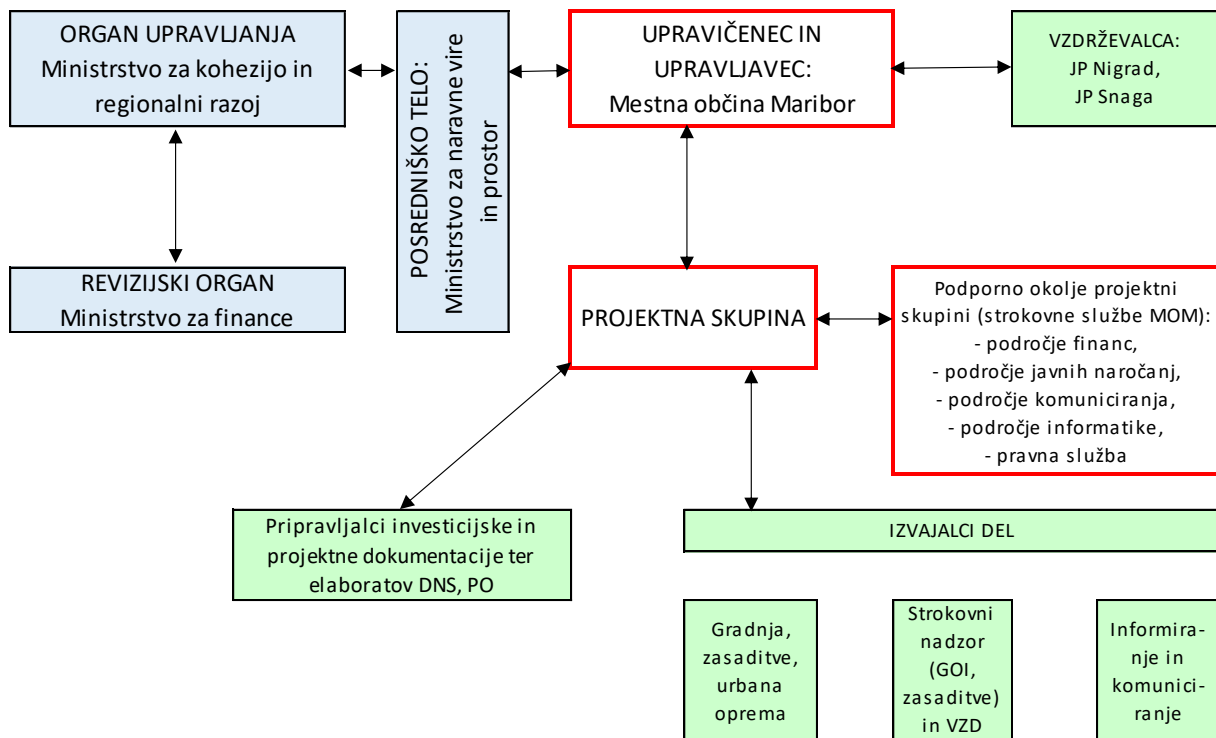 ORGAN UPRAVLJANJA
Ministrstvo za kohezijo in
regionalni razoj
POSREDNIŠKO TELO:
Ministrstvo za naravne vire
in prostor
UPRAVIČENEC IN
UPRAVLJAVEC:
Mestna občina Maribor
VZDRŽEVALCA:
JP Nigrad,
JP Snaga
REVIZIJSKI ORGAN
Ministrstvo za finance
PROJEKTNA SKUPINA
Podporno okolje projektni
skupini (strokovne službe MOM):
- področje financ,
- področje javnih naročanj,
- področje komuniciranja,
- področje informatike,
- pravna služba
Pripravljalci investicijske in
projektne dokumentacije ter
elaboratov DNS, PO
IZVAJALCI DEL
Gradnja,
zasaditve,
urbana
oprema
Strokovni
nadzor
(GOI,
zasaditve)
in VZD
Informira-
nje in
komunici-
ranje